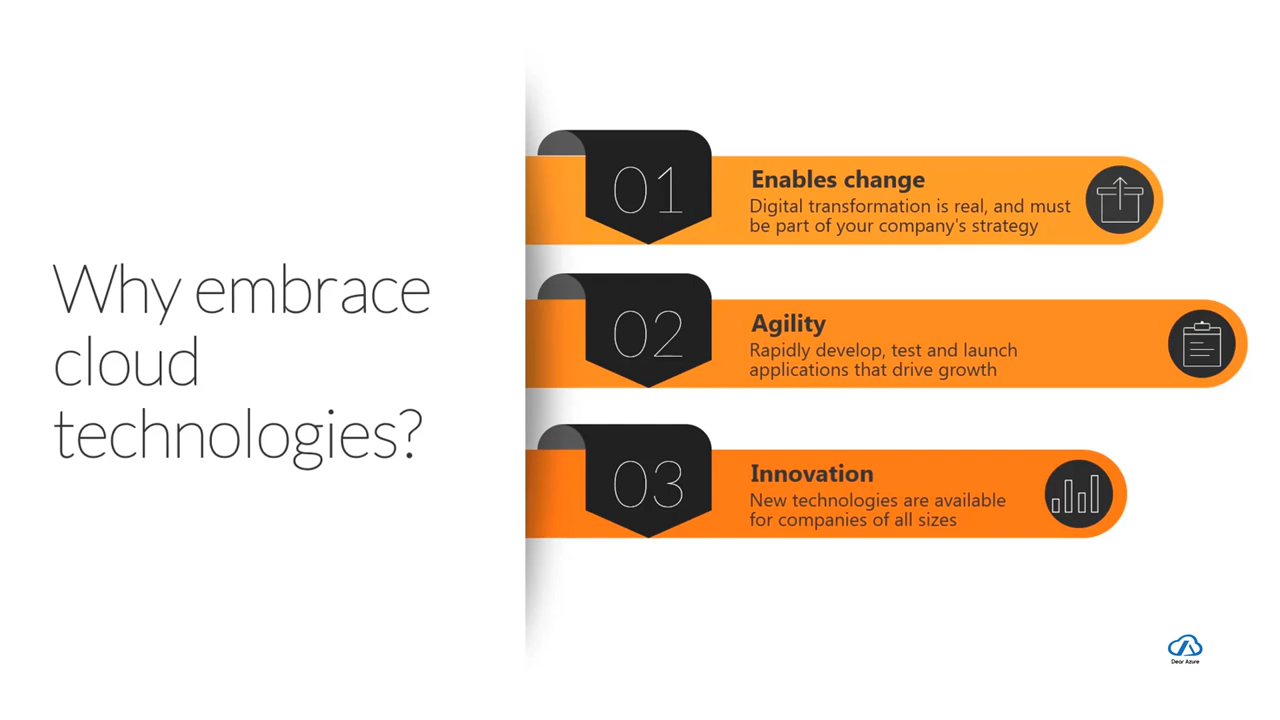 Why embrace
cloud
technologies?
01
Enables change
Digital transformation is real, and must
be part of your company's strategy
02
Agility
Rapidly develop, test and launch
applications that drive growth
03
Innovation
New technologies are available
for companies of all sizes
Dear Azure